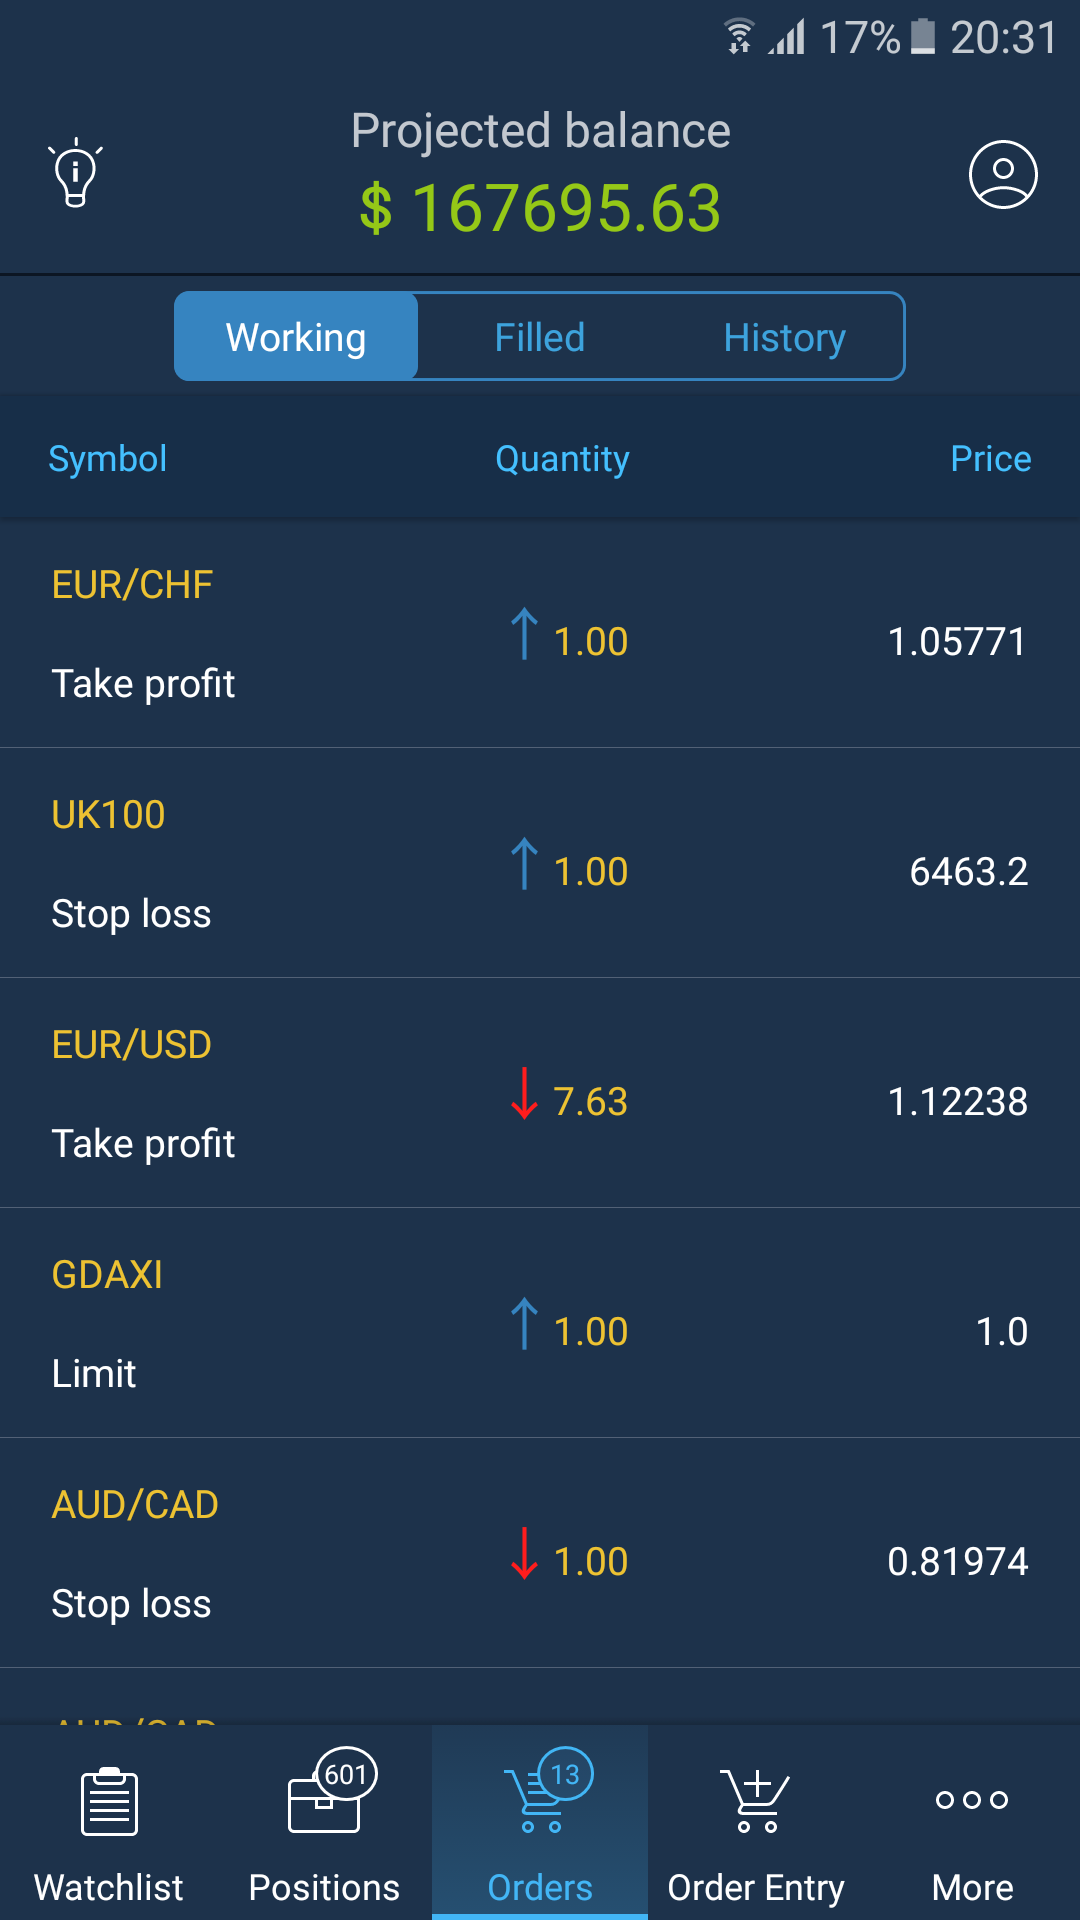 17% 20:31
Projected balance
$ 167695.63
Working Filled History
Symbol Quantity Price
EUR/CHF
1.00 1.05771
Take profit
UK100
1.00 6463.2
Stop loss
EUR/USD
7.63 1.12238
Take profit
GDAXI
1.00 1.0
Limit
AUD/CAD
1.00 0.81974
Stop loss
601 13
Watchlist Positions Orders Order Entry More